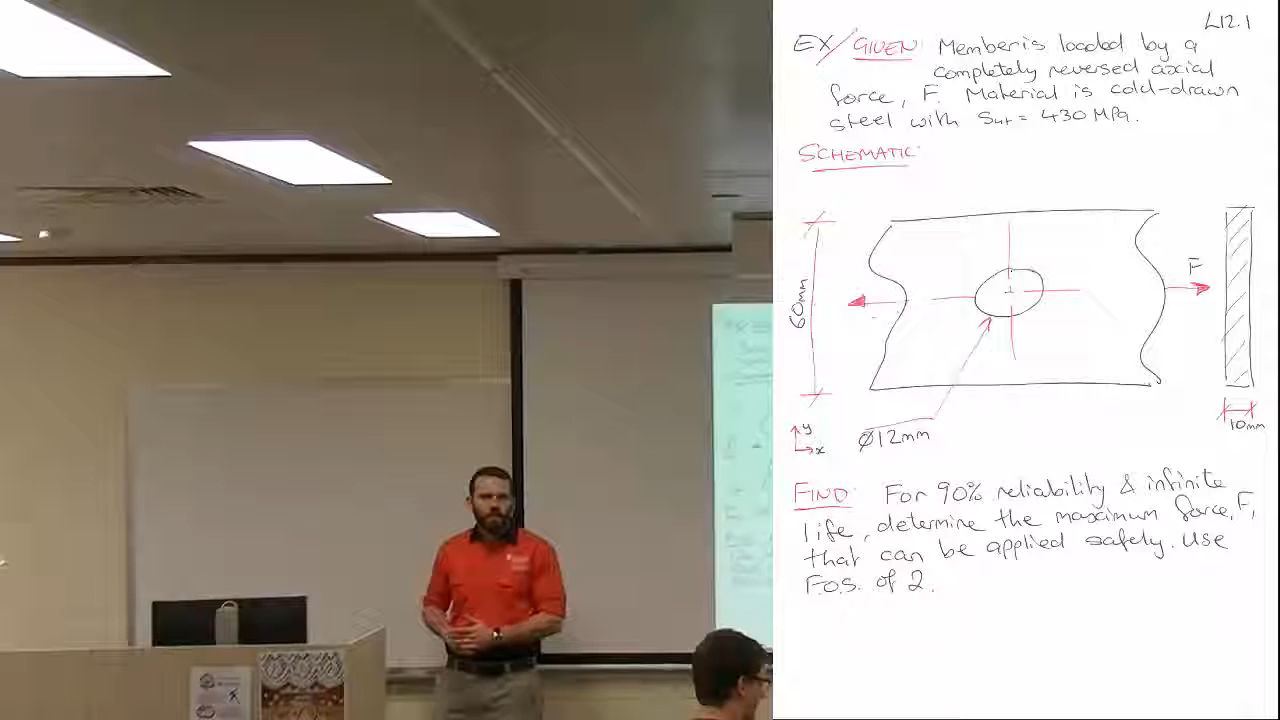 L12.1
EX/ GIVEN: Member is loaded by a
completely reversed axial
force, F. Material is cold-drawn
steel with Sut = 430 MPa.
SCHEMATIC:
60mm
F
10mm
y
x
Ø12mm
FIND: For 90% reliability & infinite
life, determine the maximum force, F,
that can be applied safely. Use
F.O.S. of 2.